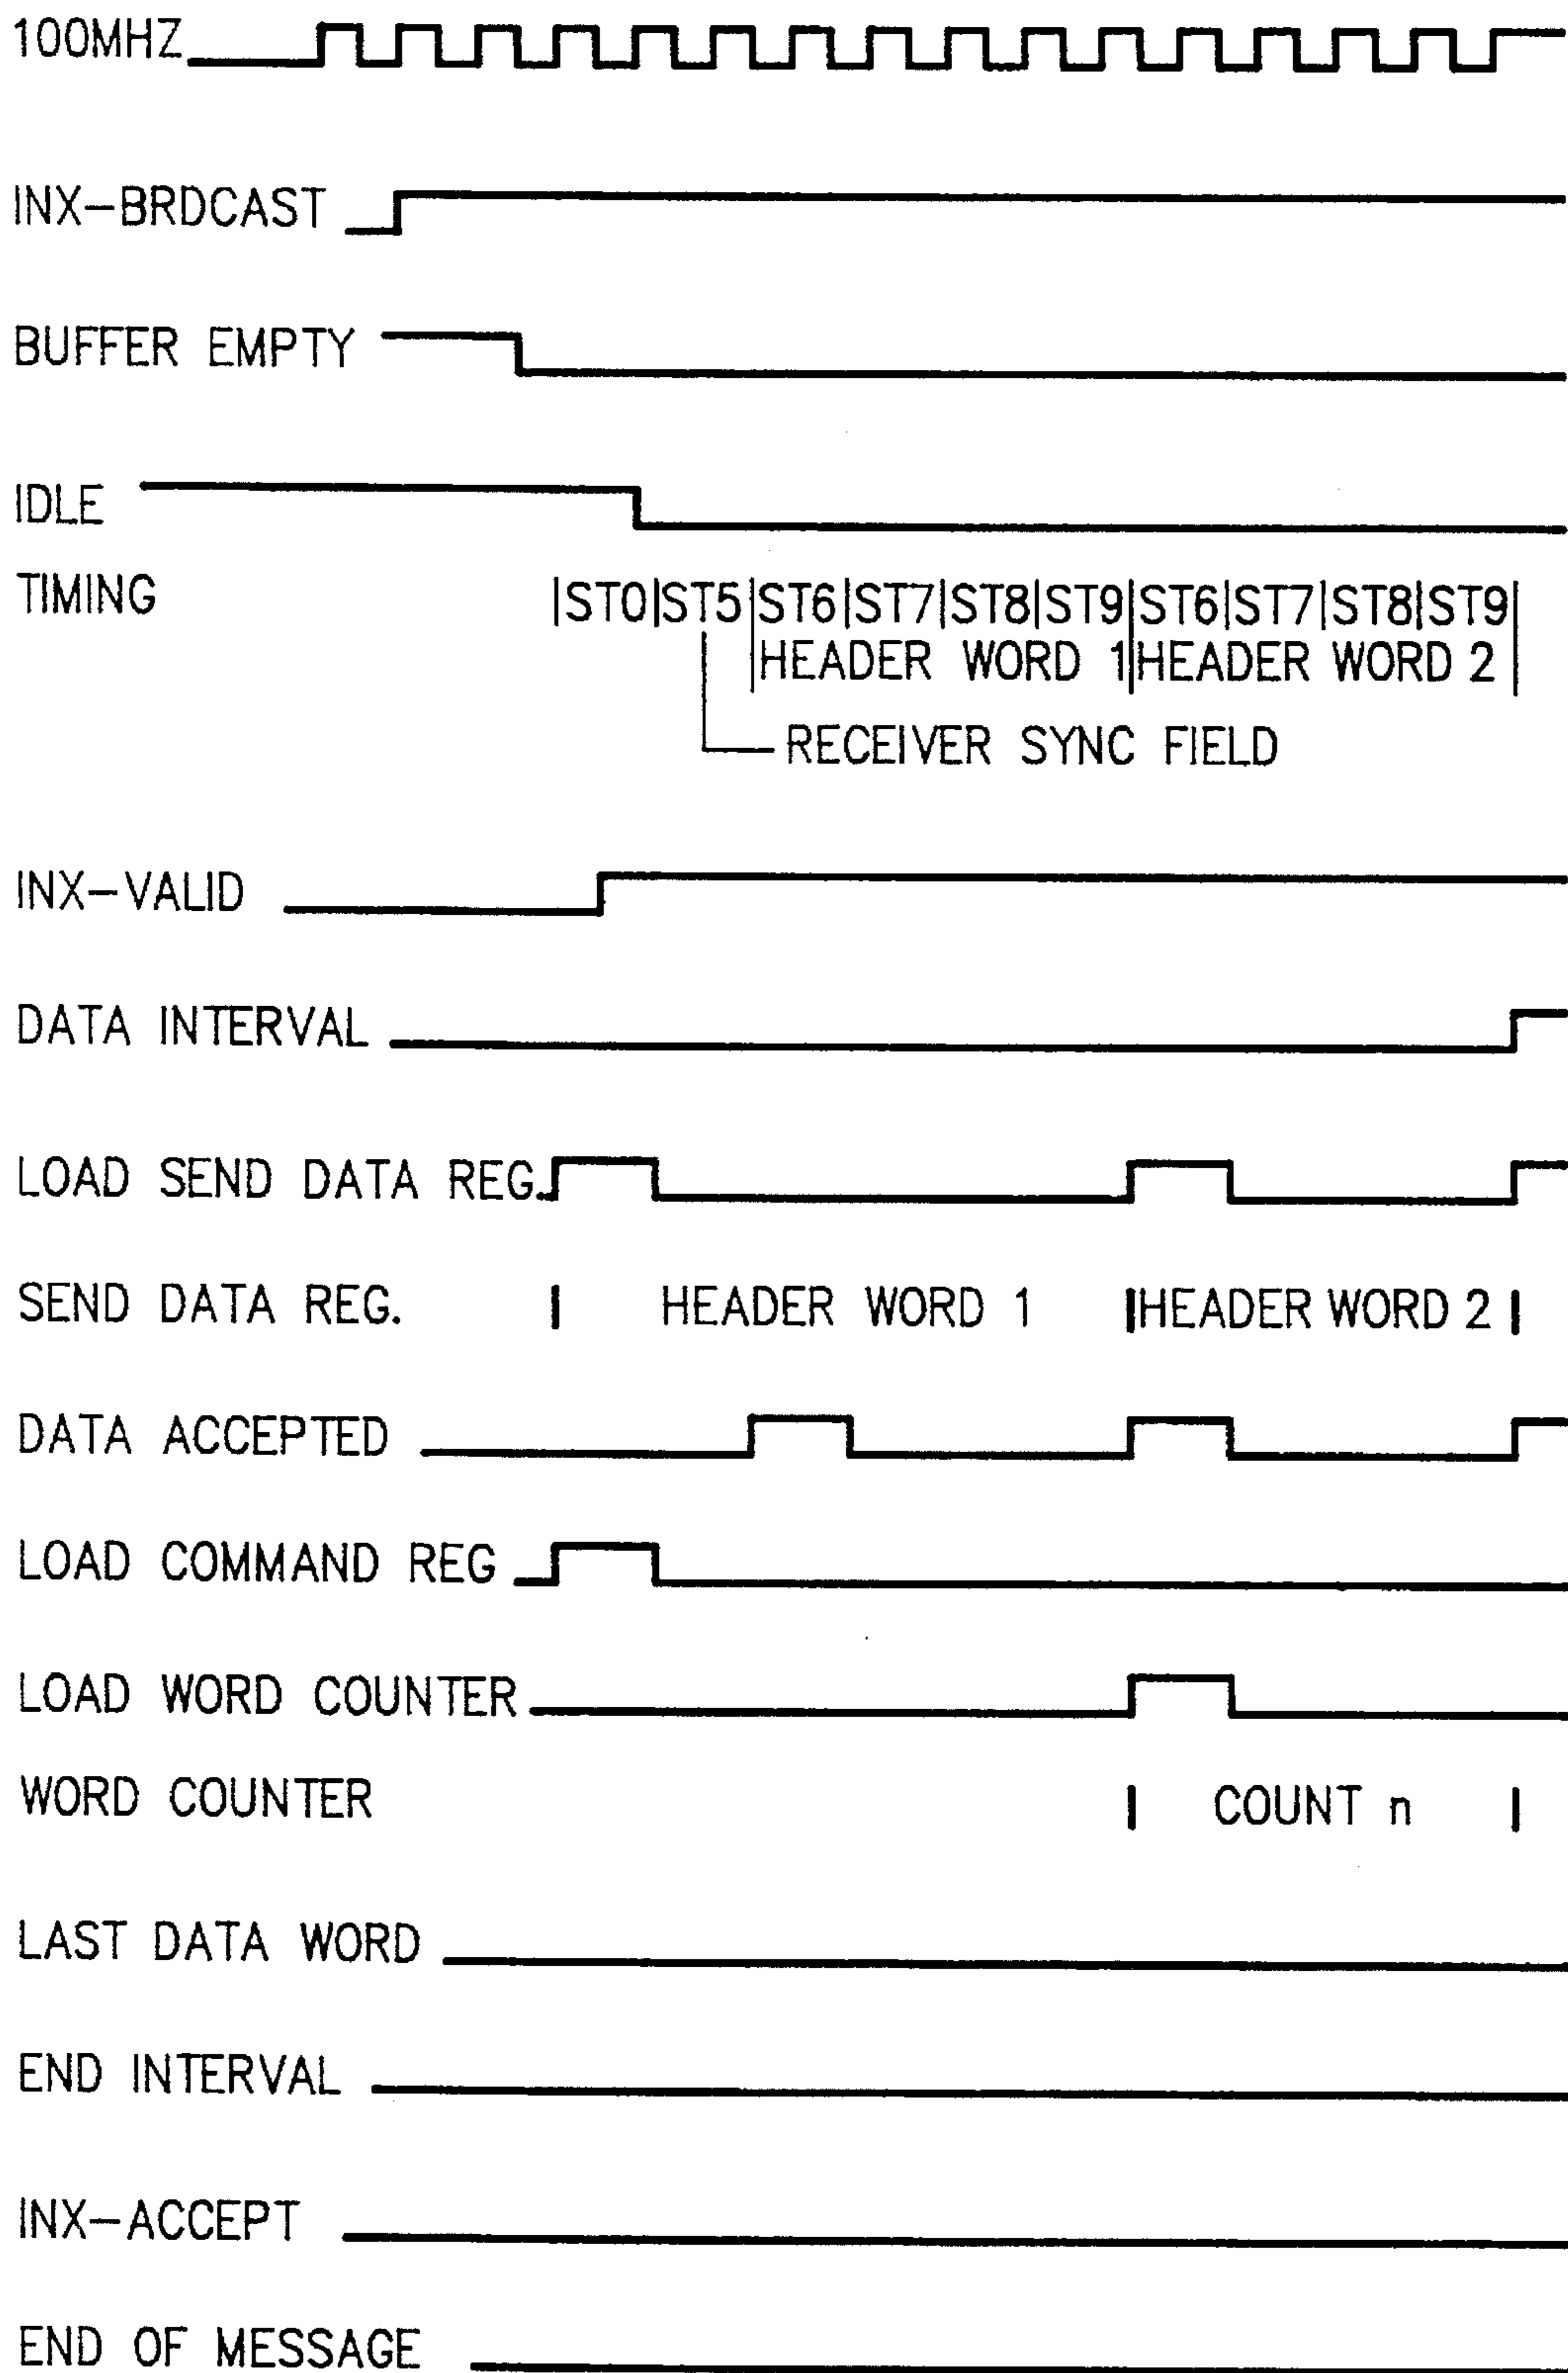 100MHZ
INX-BRDCAST
BUFFER EMPTY
IDLE
TIMING |ST0|ST5|ST6|ST7|ST8|ST9|ST6|ST7|ST8|ST9|
HEADER WORD 1 HEADER WORD 2
RECEIVER SYNC FIELD
INX-VALID
DATA INTERVAL
LOAD SEND DATA REG.
SEND DATA REG. HEADER WORD 1 HEADER WORD 2
DATA ACCEPTED
LOAD COMMAND REG
LOAD WORD COUNTER
WORD COUNTER COUNT n
LAST DATA WORD
END INTERVAL
INX-ACCEPT
END OF MESSAGE